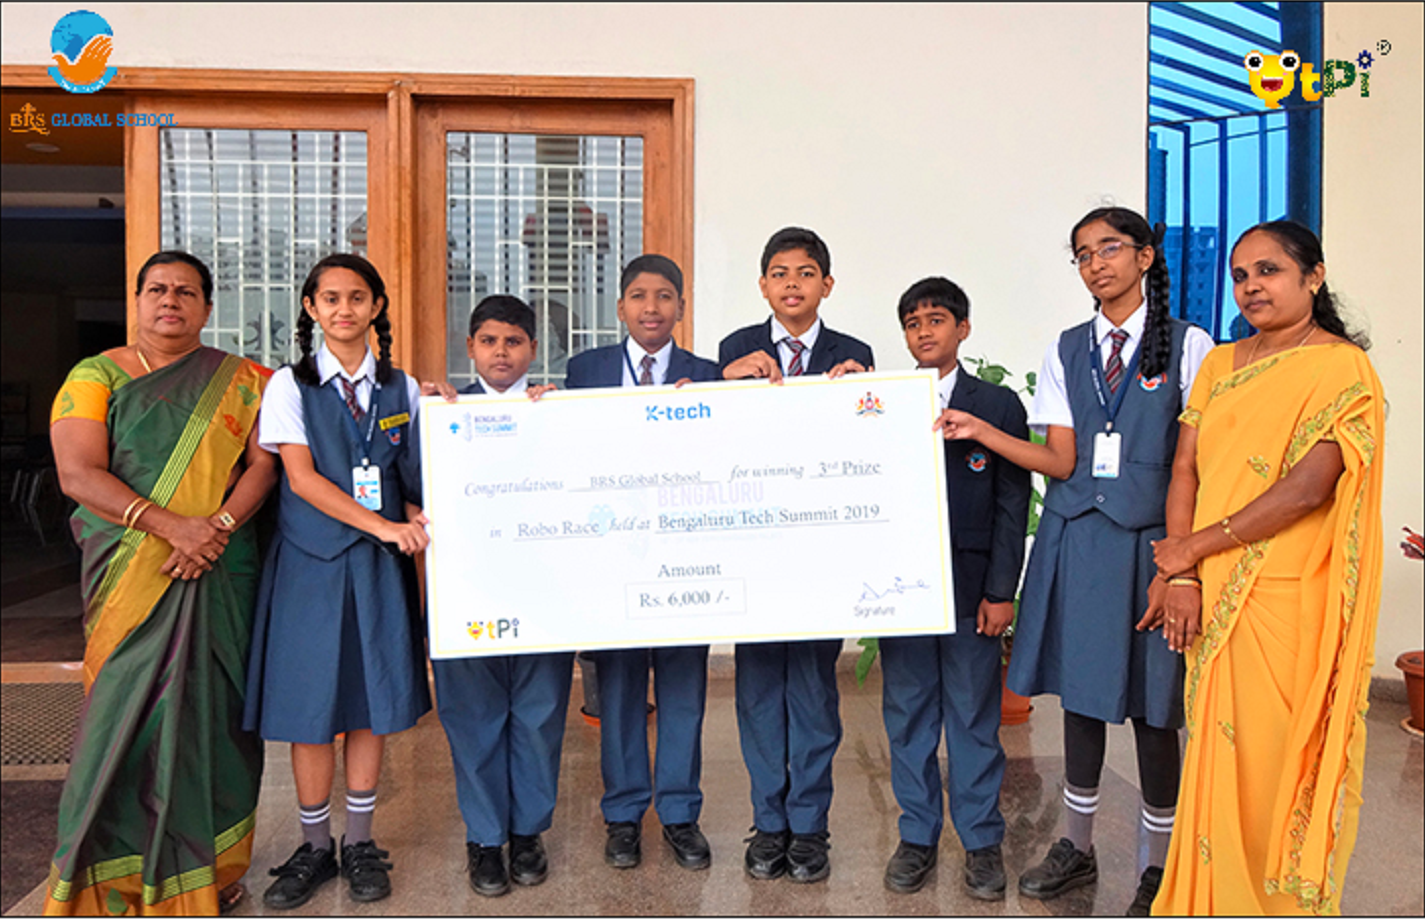 BRS GLOBAL SCHOOL
tPi
BENGALURU
TECH SUMMIT
K-tech
Congratulations BRS Global School for winning 3rd Prize
BENGALURU
in Robo Race held at Bengaluru Tech Summit 2019
Amount
Rs. 6,000 /-
Signature
tPi